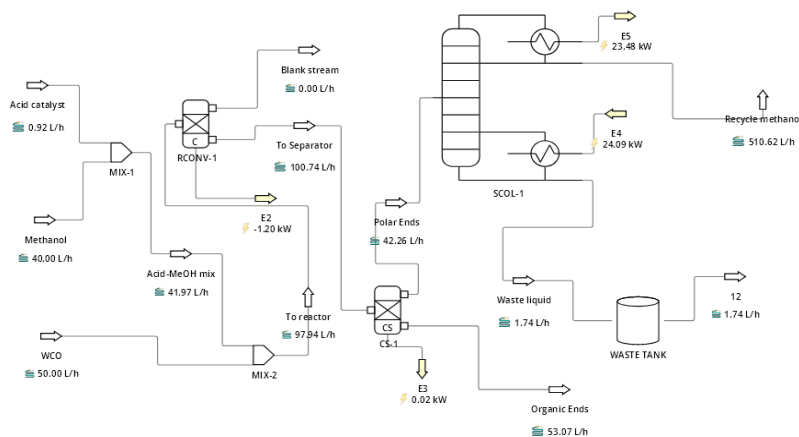 E5
23.48 kW
Blank stream
0.00 L/h
Acid catalyst
0.92 L/h
C
RCONV-1
To Separator
100.74 L/h
Recycle methano
510.62 L/h
E4
24.09 kW
MIX-1
SCOL-1
E2
-1.20 kW
Polar Ends
42.26 L/h
Methanol
40.00 L/h
Acid-MeOH mix
41.97 L/h
To reactor
97.94 L/h
Waste liquid
1.74 L/h
12
1.74 L/h
CS
CS-1
WCO
50.00 L/h
MIX-2
WASTE TANK
E3
0.02 kW
Organic Ends
53.07 L/h